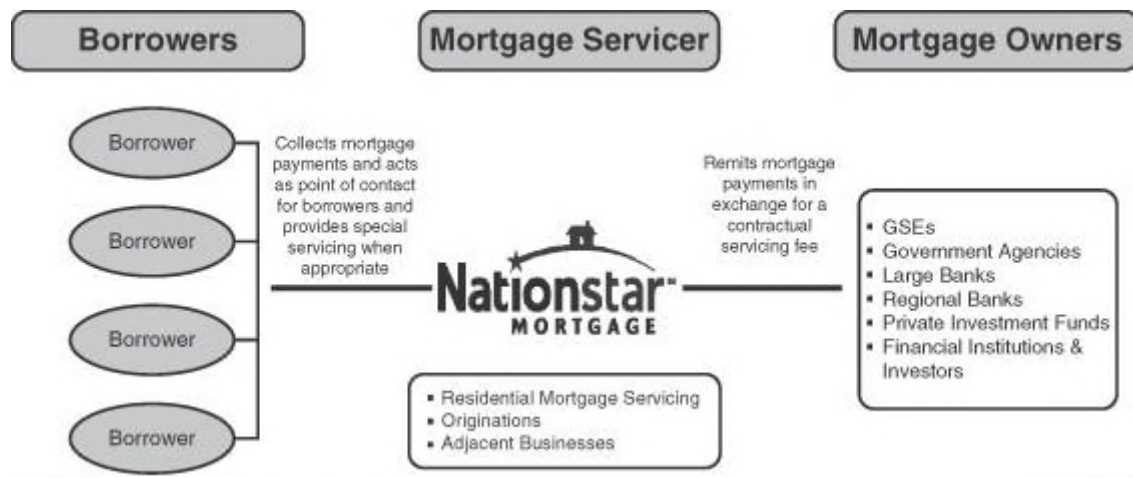 Borrowers
Mortgage Servicer
Mortgage Owners
Borrower
Borrower
Borrower
Borrower
Collects mortgage
payments and acts
as point of contact
for borrowers and
provides special
servicing when
appropriate
Nationstar℠
MORTGAGE
▪ Residential Mortgage Servicing
▪ Originations
▪ Adjacent Businesses
Remits mortgage
payments in
exchange for a
contractual
servicing fee
▪ GSEs
▪ Government Agencies
▪ Large Banks
▪ Regional Banks
▪ Private Investment Funds
▪ Financial Institutions &
Investors